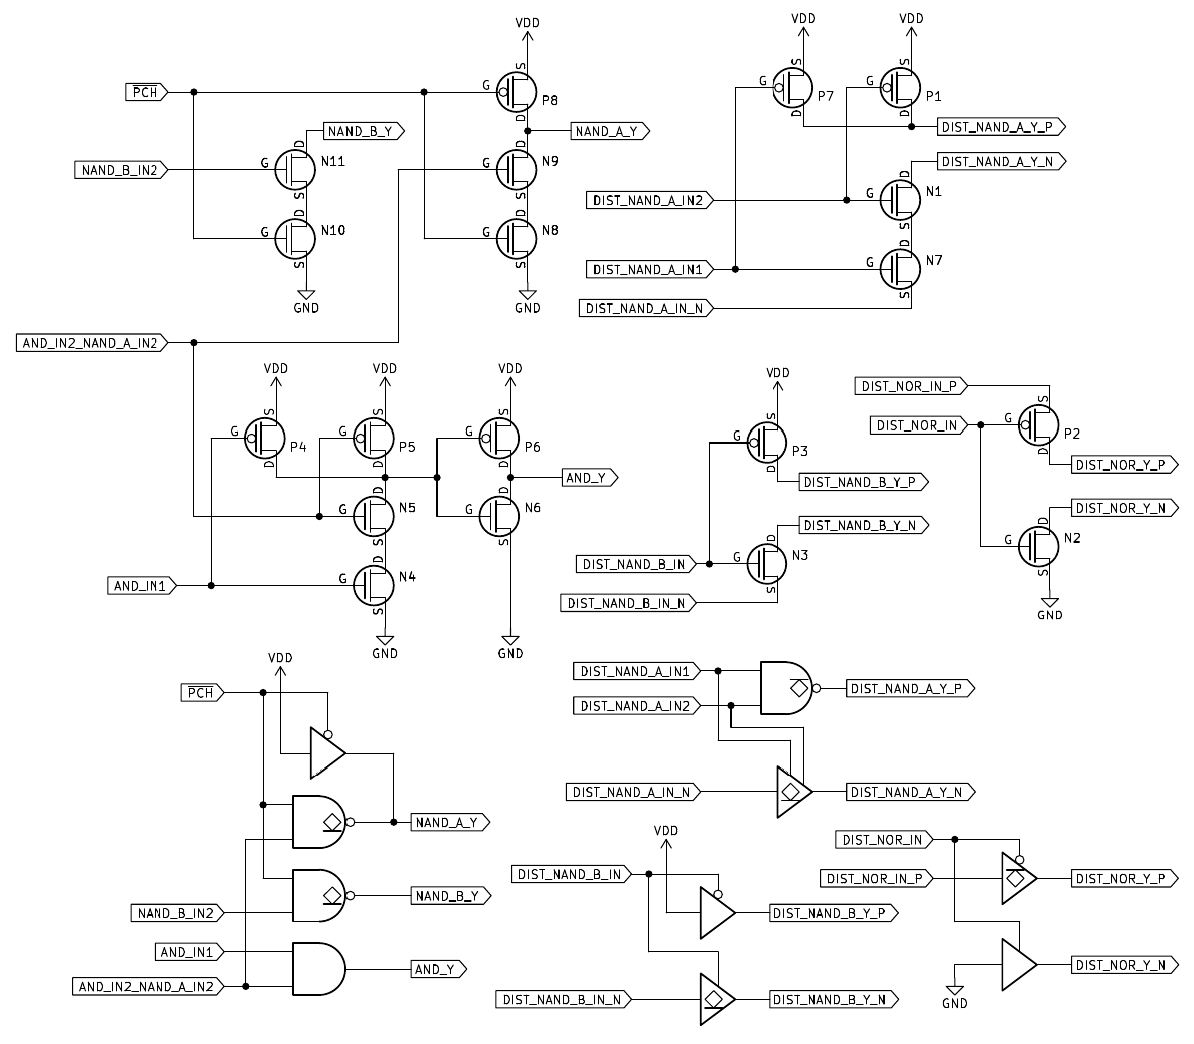 VDD
S
G
P8
D
PCH
NAND_A_Y
NAND_B_Y
D
G
N11
S
NAND_B_IN2
D
G
N9
S
D
G
N10
S
GND
D
G
N8
S
GND
VDD
VDD
S
G
P7
D
S
G
P1
D
DIST_NAND_A_Y_P
DIST_NAND_A_Y_N
D
G
N1
S
DIST_NAND_A_IN2
D
G
N7
S
DIST_NAND_A_IN1
DIST_NAND_A_IN_N
AND_IN2_NAND_A_IN2
VDD
VDD
VDD
S
G
P4
D
S
G
P5
D
S
G
P6
D
AND_Y
D
G
N5
S
D
G
N6
S
D
G
N4
S
AND_IN1
GND
GND
VDD
S
G
P3
D
DIST_NAND_B_Y_P
DIST_NAND_B_Y_N
D
G
N3
S
DIST_NAND_B_IN
DIST_NAND_B_IN_N
DIST_NOR_IN_P
DIST_NOR_IN
S
G
P2
D
DIST_NOR_Y_P
DIST_NOR_Y_N
D
G
N2
S
GND
VDD
PCH
NAND_A_Y
NAND_B_Y
NAND_B_IN2
AND_IN1
AND_Y
AND_IN2_NAND_A_IN2
DIST_NAND_A_IN1
DIST_NAND_A_IN2
DIST_NAND_A_Y_P
DIST_NAND_A_IN_N
DIST_NAND_A_Y_N
VDD
DIST_NAND_B_IN
DIST_NAND_B_Y_P
DIST_NAND_B_IN_N
DIST_NAND_B_Y_N
DIST_NOR_IN
DIST_NOR_IN_P
DIST_NOR_Y_P
DIST_NOR_Y_N
GND